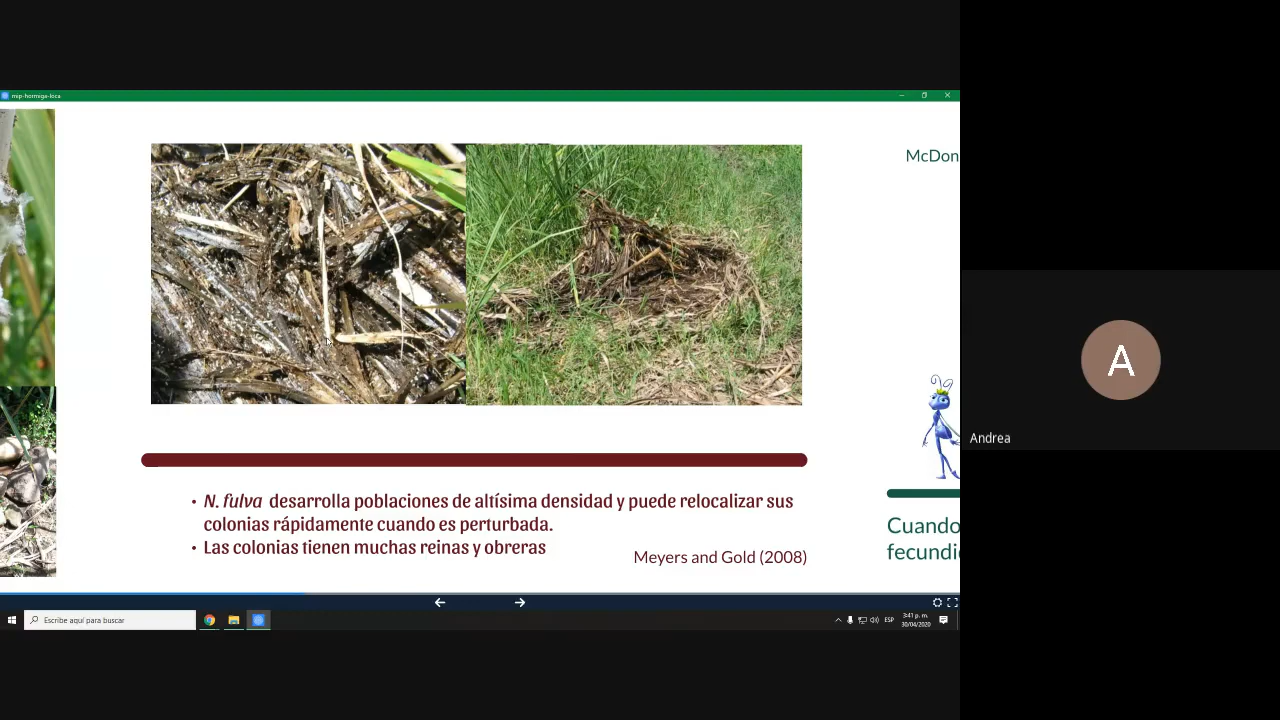 mip-hormiga-loca
McDon
• N. fulva desarrolla poblaciones de altísima densidad y puede relocalizar sus
colonias rápidamente cuando es perturbada.
• Las colonias tienen muchas reinas y obreras
Meyers and Gold (2008)
Cuando
fecundi
Escribe aquí para buscar
ESP
3:41 p. m.
30/04/2020
A
Andrea